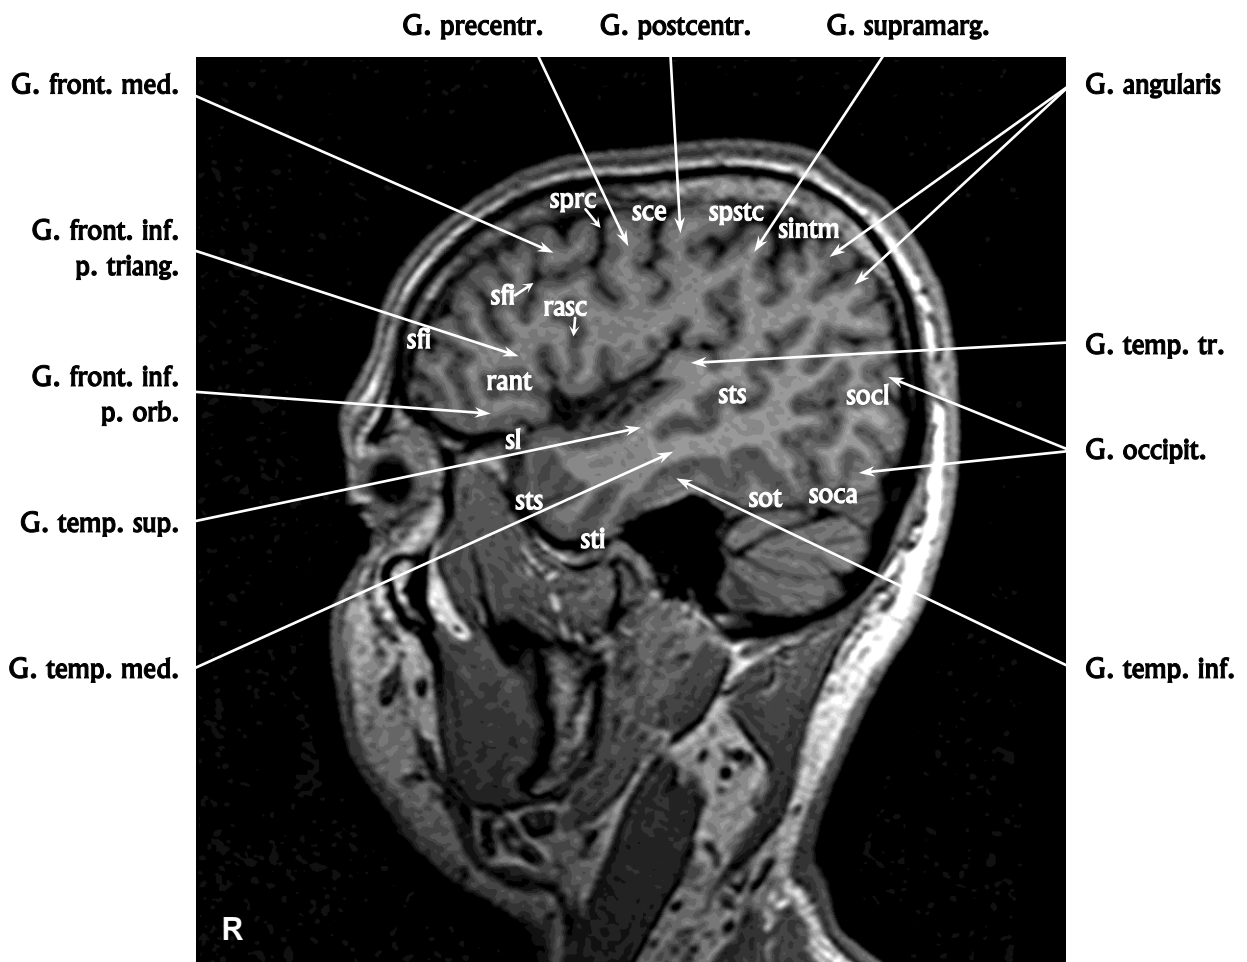 G. precentr.
G. postcentr.
G. supramarg.
G. front. med.
G. angularis
sprc
sce
spstc
sintm
G. front. inf.
p. triang.
sfi
rasc
sfi
G. temp. tr.
G. front. inf.
p. orb.
rant
sts
socl
sl
G. occipit.
sts
sot
soca
G. temp. sup.
sti
G. temp. med.
G. temp. inf.
R